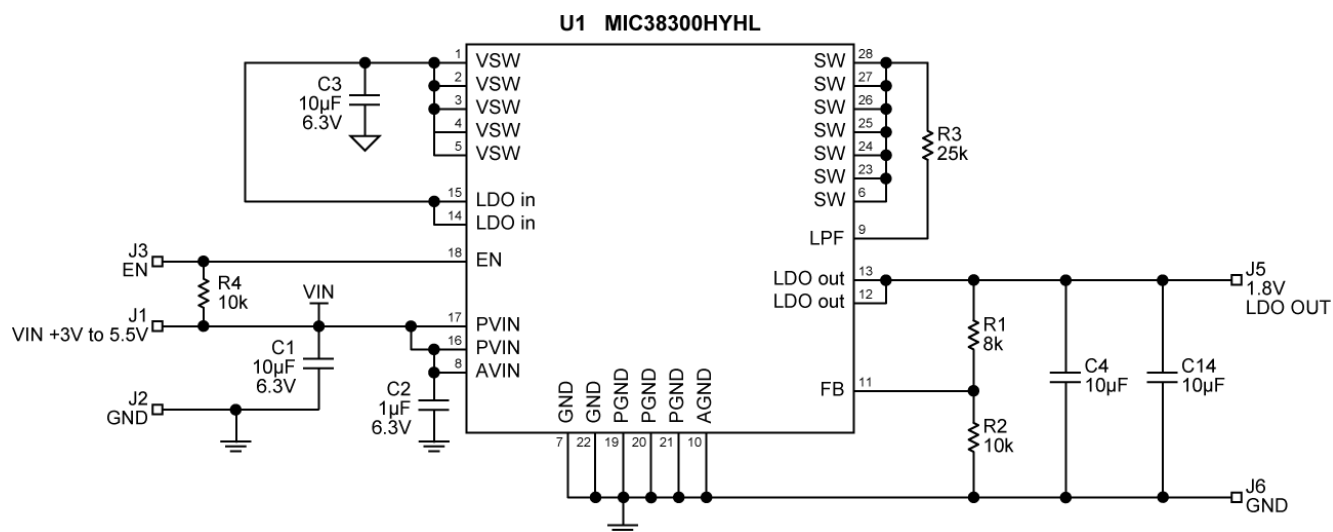 U1 MIC38300HYHL
1 VSW
2 VSW
3 VSW
4 VSW
5 VSW
C3
10µF
6.3V
15 LDO in
14 LDO in
J3
EN
18 EN
R4
10k
VIN
J1
VIN +3V to 5.5V
17 PVIN
16 PVIN
8 AVIN
C1
10µF
6.3V
C2
1µF
6.3V
J2
GND
GND
GND
PGND
PGND
PGND
AGND
7 22 19 20 21 10
SW 28
SW 27
SW 26
SW 25
SW 24
SW 23
SW 6
R3
25k
LPF 9
LDO out 13
LDO out 12
J5
1.8V
LDO OUT
R1
8k
FB 11
R2
10k
C4
10µF
C14
10µF
J6
GND